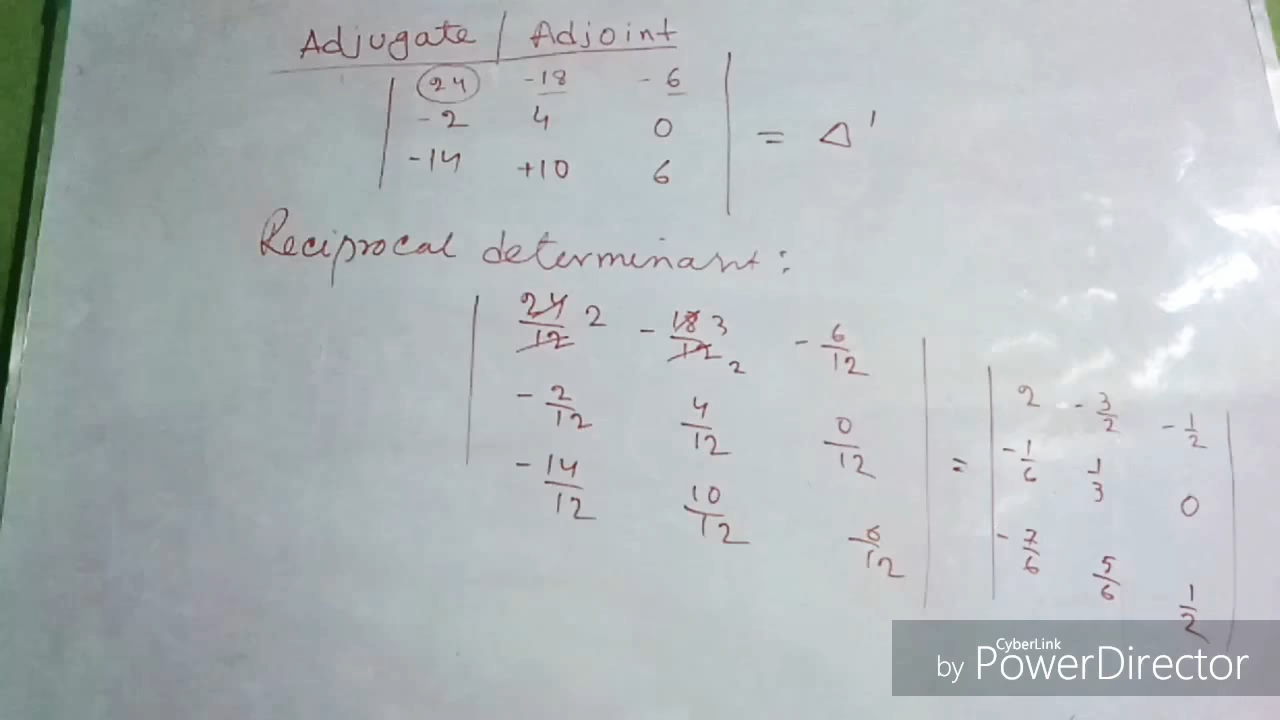 Adjugate / Adjoint
| 24 -18 -6 |
| -2 4 0 | = Δ'
| -14 +10 6 |
Reciprocal determinant:
| 24/12 2 -18/12 3 2 -6/12 | | 2 -3/2 -1/2 |
| -2/12 4/12 0/12 | = | -1/6 1/3 0 |
| -14/12 10/12 6/12 | | -7/6 5/6 1/2 |
CyberLink
by PowerDirector